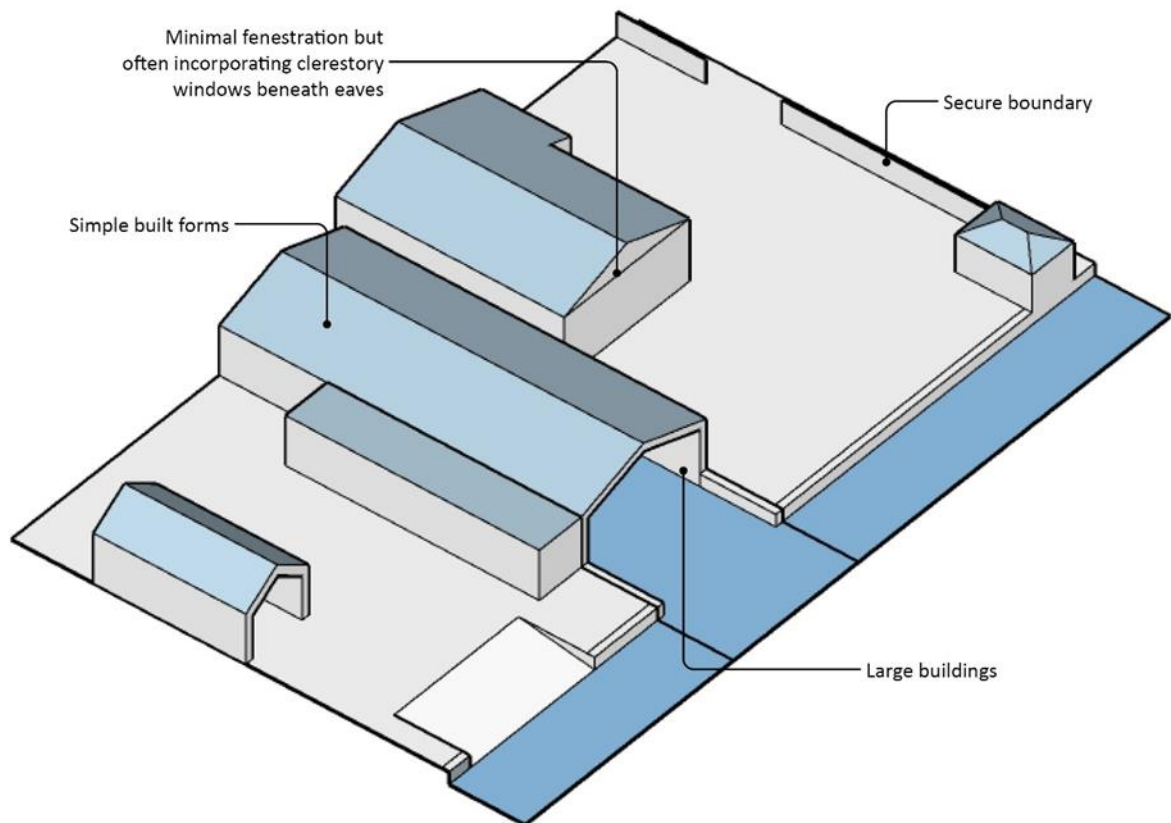 Minimal fenestration but
often incorporating clerestory
windows beneath eaves
Secure boundary
Simple built forms
Large buildings